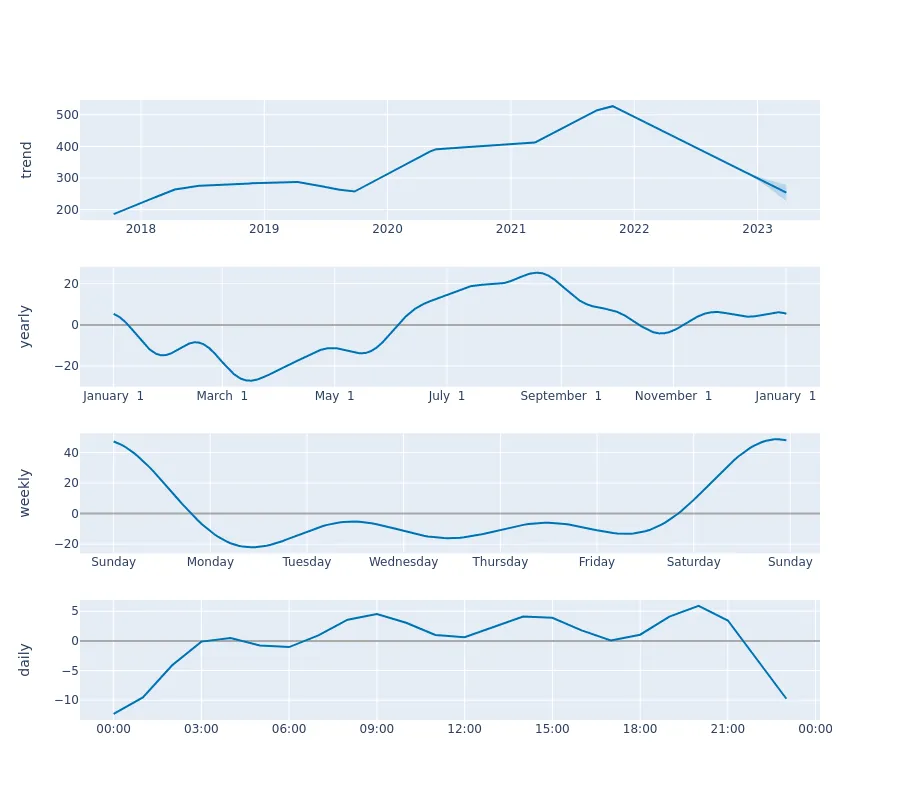 trend
500
400
300
200
2018 2019 2020 2021 2022 2023
yearly
20
0
−20
January 1 March 1 May 1 July 1 September 1 November 1 January 1
weekly
40
20
0
−20
Sunday Monday Tuesday Wednesday Thursday Friday Saturday Sunday
daily
5
0
−5
−10
00:00 03:00 06:00 09:00 12:00 15:00 18:00 21:00 00:00